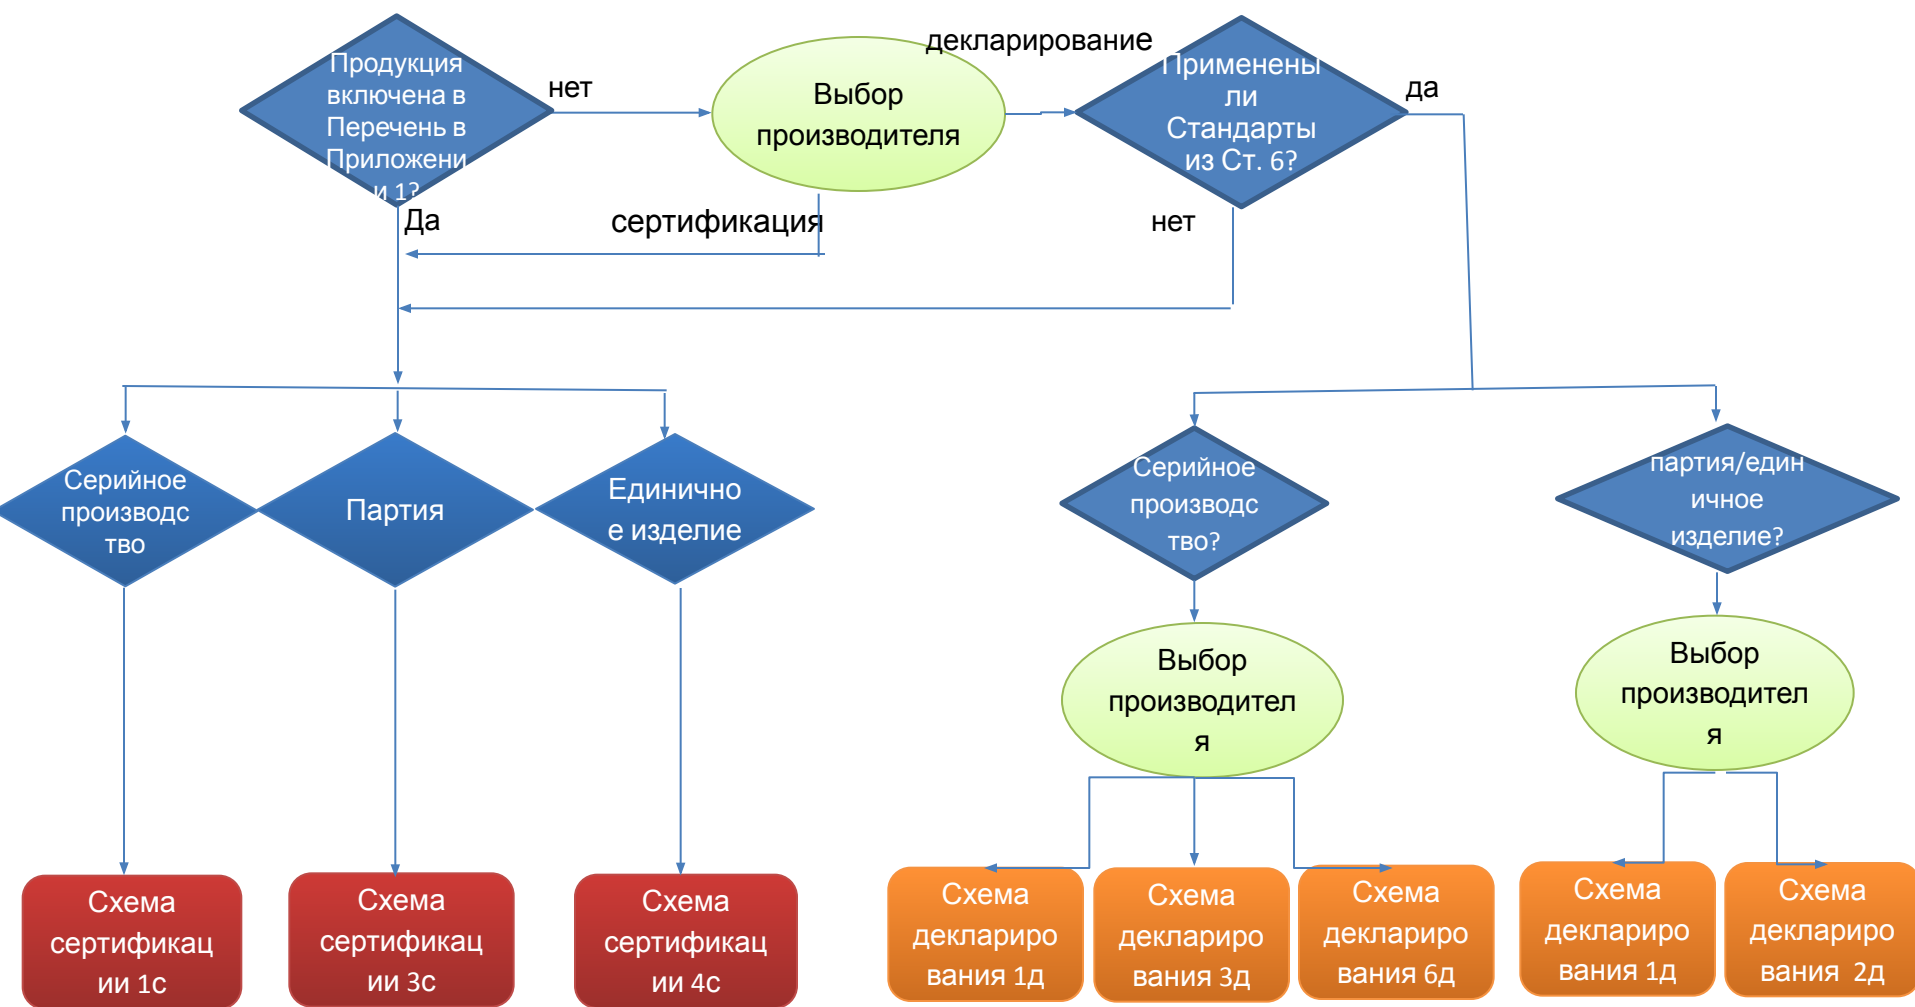 Продукция
включена в
Перечень в
Приложени
и 1?
нет
Выбор
производителя
декларирование
Применены
ли
Стандарты
из Ст. 6?
да
Да
сертификация
нет
Серийное
производс
тво
Партия
Единично
е изделие
Серийное
производс
тво?
партия/един
ичное
изделие?
Выбор
производител
я
Выбор
производител
я
Схема
сертификац
ии 1с
Схема
сертификац
ии 3с
Схема
сертификац
ии 4с
Схема
деклариро
вания 1д
Схема
деклариро
вания 3д
Схема
деклариро
вания 6д
Схема
деклариро
вания 1д
Схема
деклариро
вания 2д